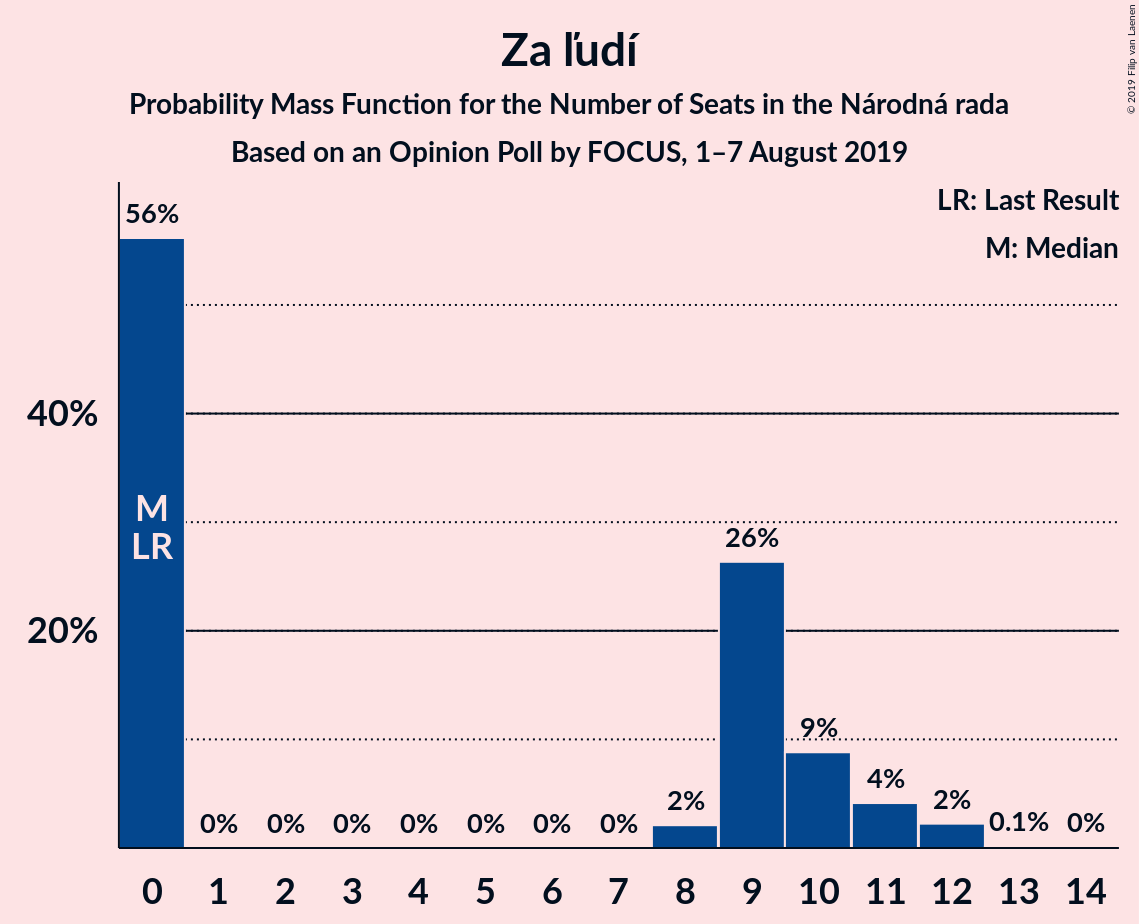 Za ľudí
Probability Mass Function for the Number of Seats in the Národná rada
Based on an Opinion Poll by FOCUS, 1–7 August 2019
© 2019 Filip van Laenen
LR: Last Result
M: Median
56%
40%
M
LR
26%
20%
9%
4%
2%
2%
0%
0%
0%
0%
0%
0%
0%
0.1%
0%
0 1 2 3 4 5 6 7 8 9 10 11 12 13 14